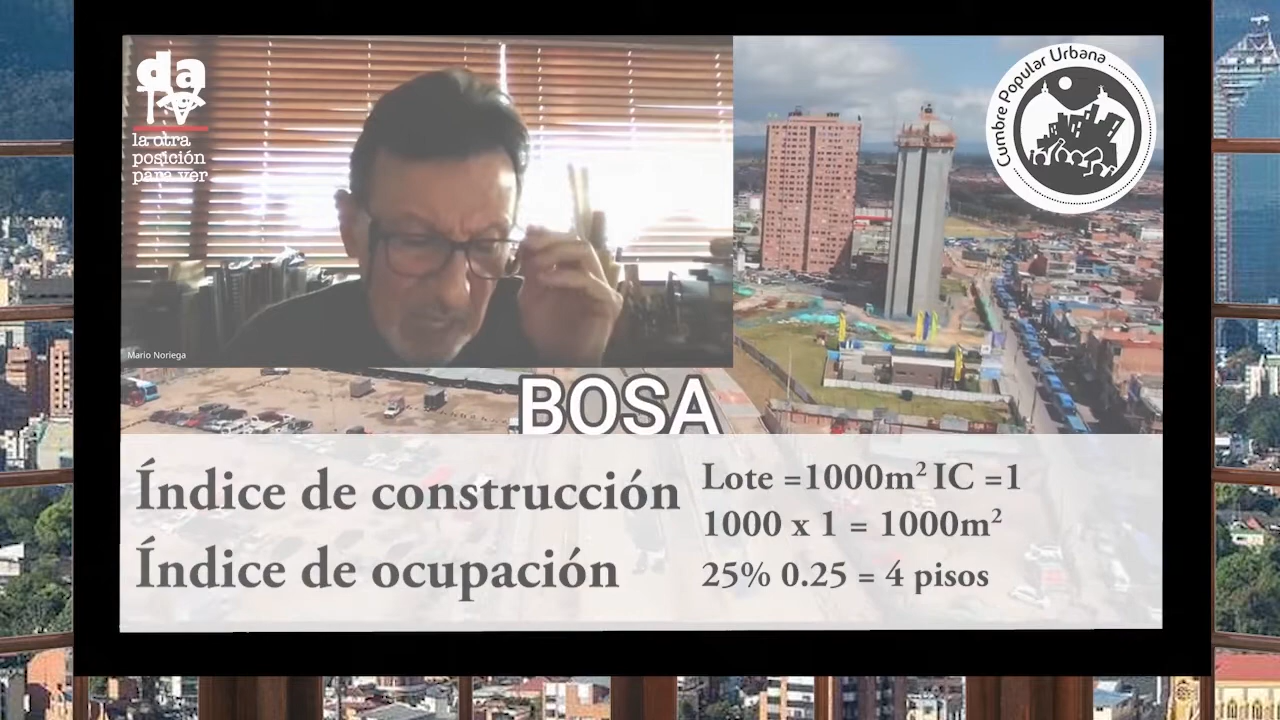 da
TV
la otra
posición
para ver
Cumbre Popular Urbana
Mario Noriega
BOSA
Índice de construcción
Lote =1000m² IC =1
1000 x 1 = 1000m²
Índice de ocupación
25% 0.25 = 4 pisos